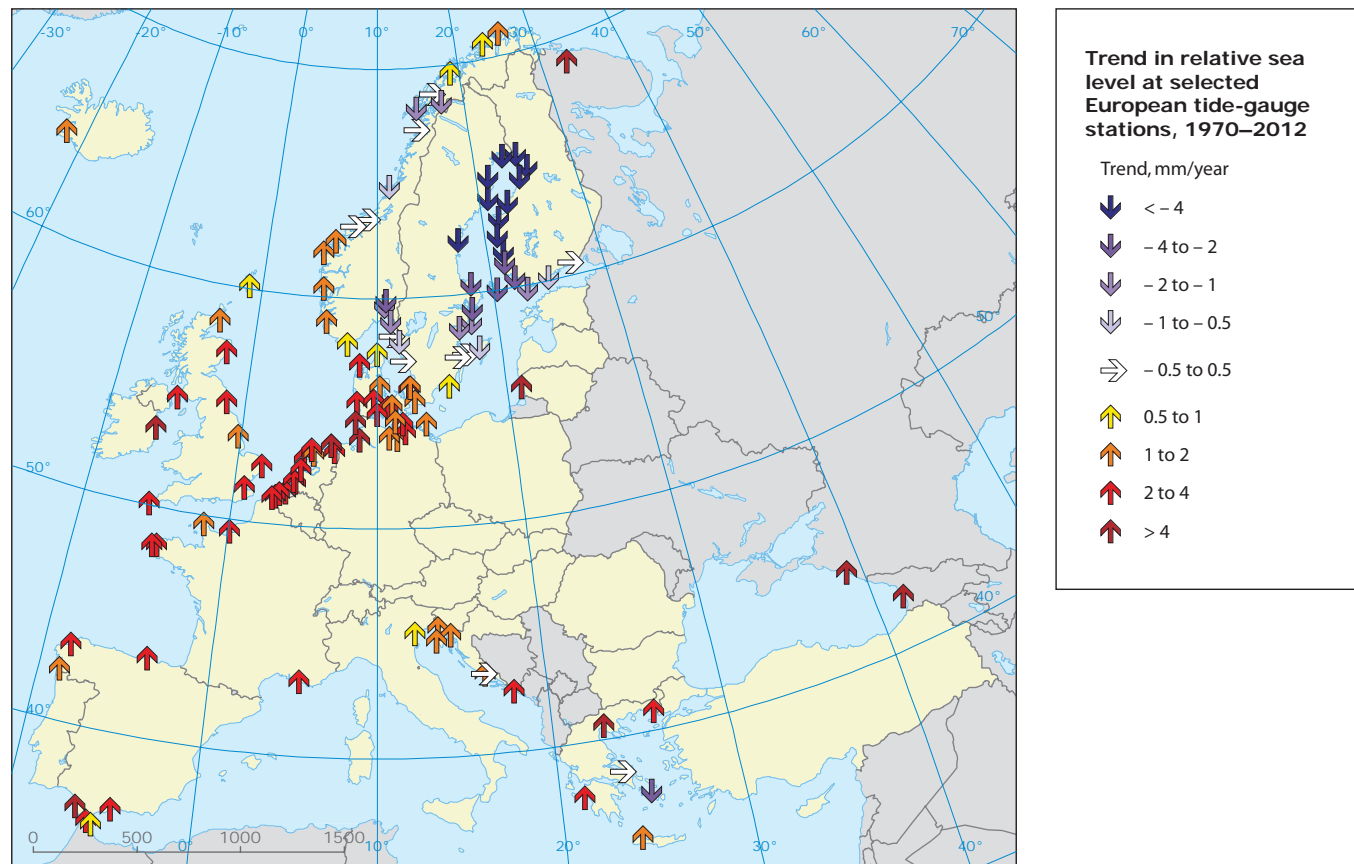 -30°
-20°
-10°
0°
10°
20°
30°
40°
50°
60°
70°
60°
50°
50°
40°
40°
0
500
1000
1500
0°
10°
20°
30°
40°
Trend in relative sea
level at selected
European tide-gauge
stations, 1970–2012
Trend, mm/year
< – 4
– 4 to – 2
– 2 to – 1
– 1 to – 0.5
– 0.5 to 0.5
0.5 to 1
1 to 2
2 to 4
> 4